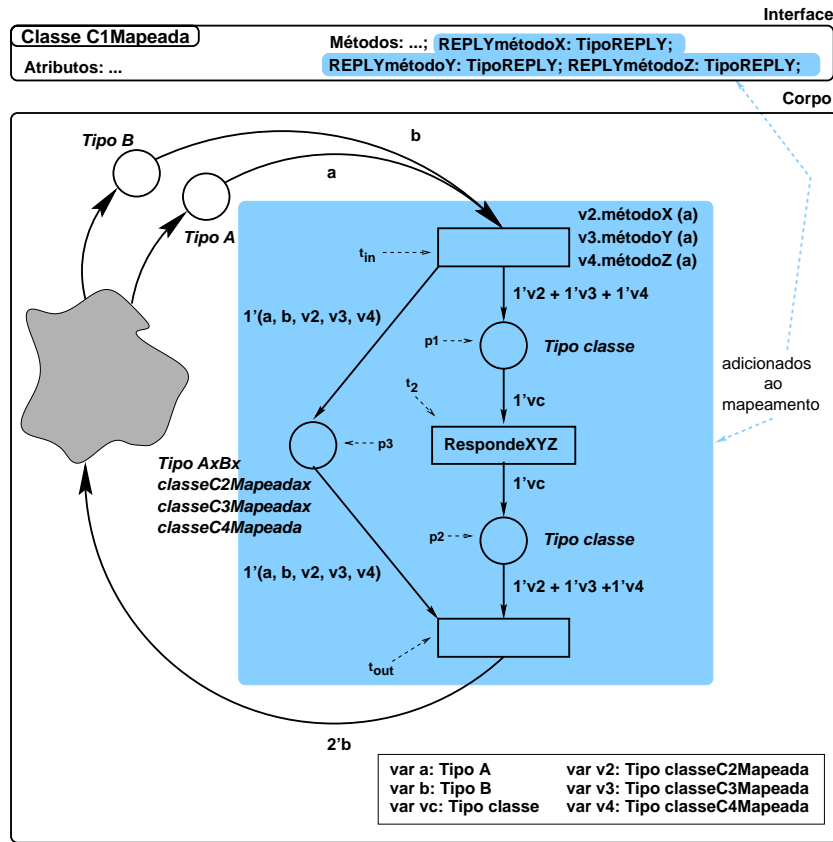 Interface
Classe C1Mapeada
Métodos: ...; REPLYmétodoX: TipoREPLY;
Atributos: ...
REPLYmétodoY: TipoREPLY; REPLYmétodoZ: TipoREPLY;
Corpo
b
Tipo B
a
Tipo A
v2.métodoX (a)
v3.métodoY (a)
v4.métodoZ (a)
tin
1'(a, b, v2, v3, v4)
1'v2 + 1'v3 + 1'v4
p1
Tipo classe
adicionados
ao
mapeamento
t2
1'vc
RespondeXYZ
p3
Tipo AxBx
classeC2Mapeadax
classeC3Mapeadax
classeC4Mapeada
1'vc
p2
Tipo classe
1'(a, b, v2, v3, v4)
1'v2 + 1'v3 +1'v4
tout
2'b
var a: Tipo A
var b: Tipo B
var vc: Tipo classe
var v2: Tipo classeC2Mapeada
var v3: Tipo classeC3Mapeada
var v4: Tipo classeC4Mapeada